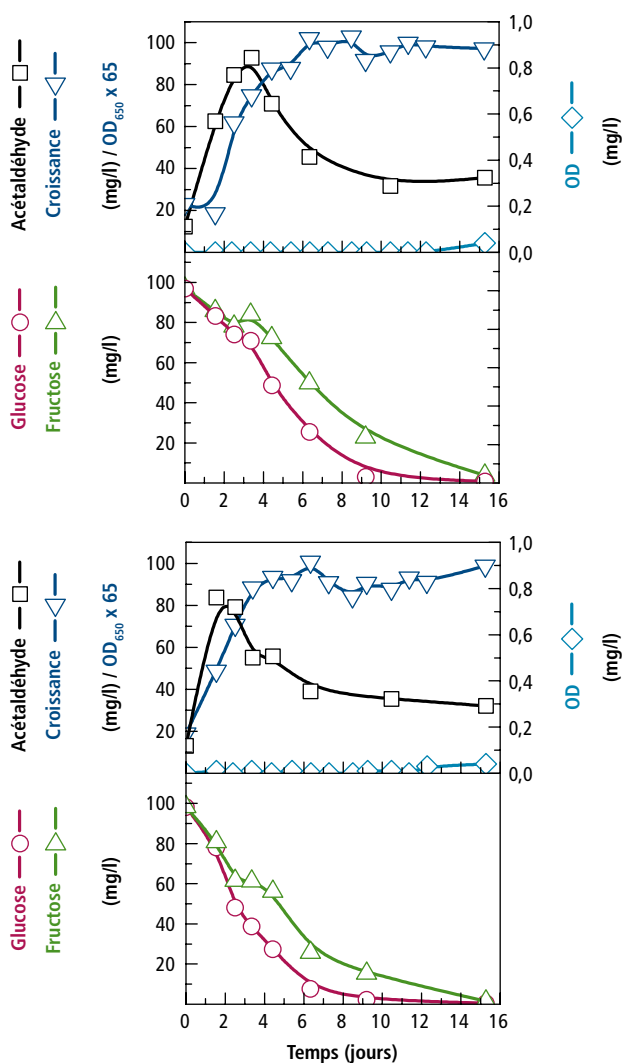 Acétaldéhyde
Croissance
(mg/l) / OD650 x 65
100
80
60
40
20
1,0
0,8
0,6
0,4
0,2
0,0
OD
(mg/l)
Glucose
Fructose
(mg/l)
100
80
60
40
20
0 2 4 6 8 10 12 14 16
Acétaldéhyde
Croissance
(mg/l) / OD650 x 65
100
80
60
40
20
1,0
0,8
0,6
0,4
0,2
0,0
OD
(mg/l)
Glucose
Fructose
(mg/l)
100
80
60
40
20
0 2 4 6 8 10 12 14 16
Temps (jours)